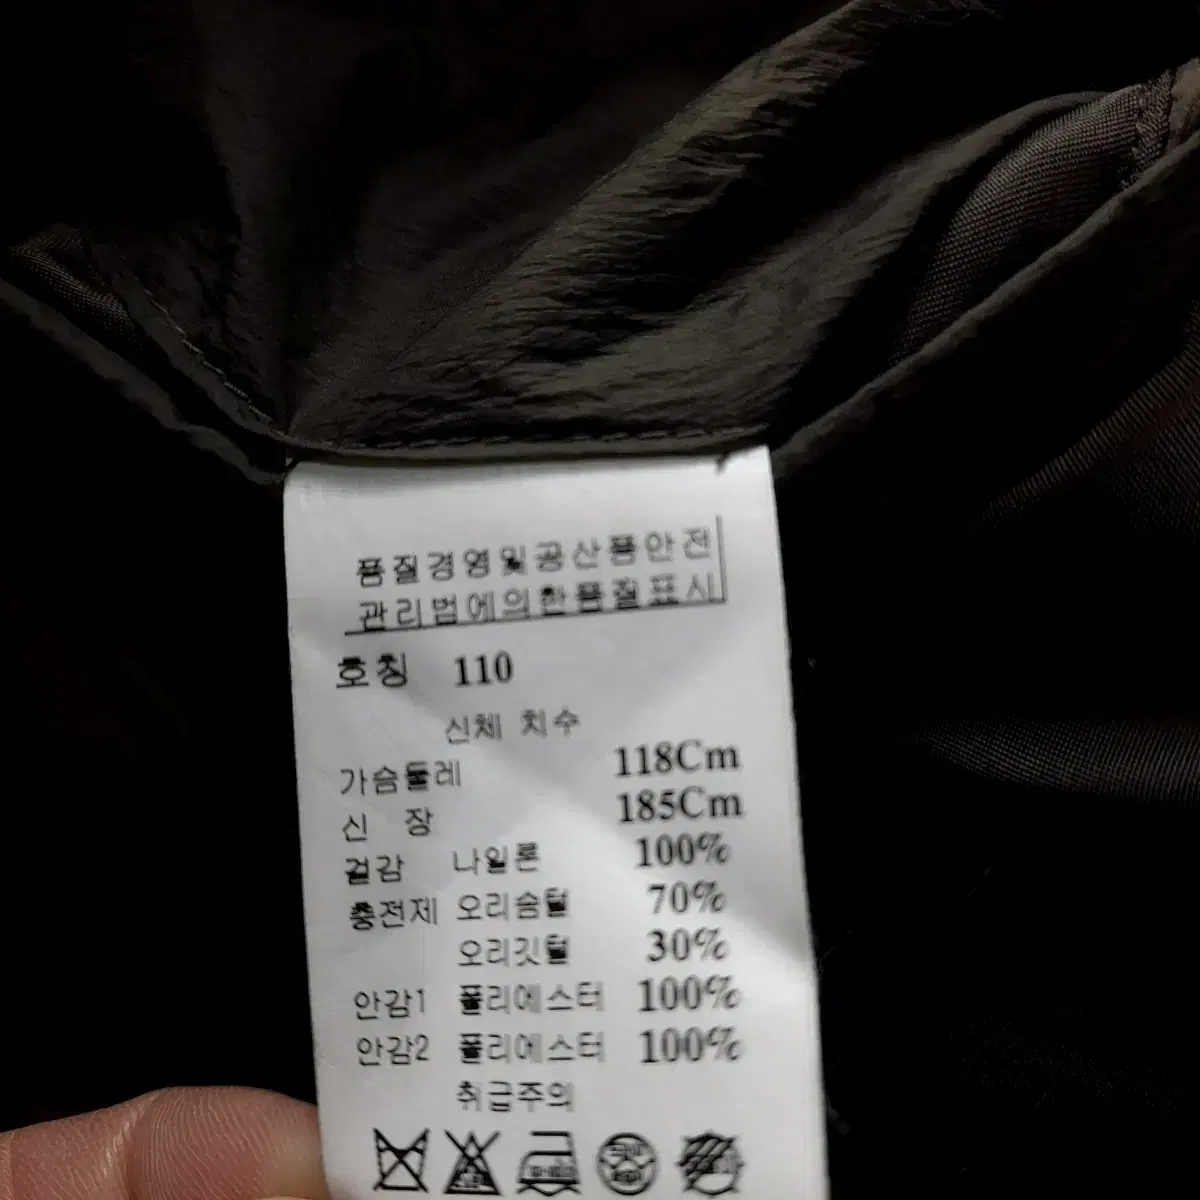 품질경영및공산품안전
관리법에의한품질표시
호칭 110
신체 치수
가슴둘레 118Cm
신 장 185Cm
겉감 나일론 100%
충전제 오리솜털 70%
오리깃털 30%
안감1 폴리에스터 100%
안감2 폴리에스터 100%
취급주의